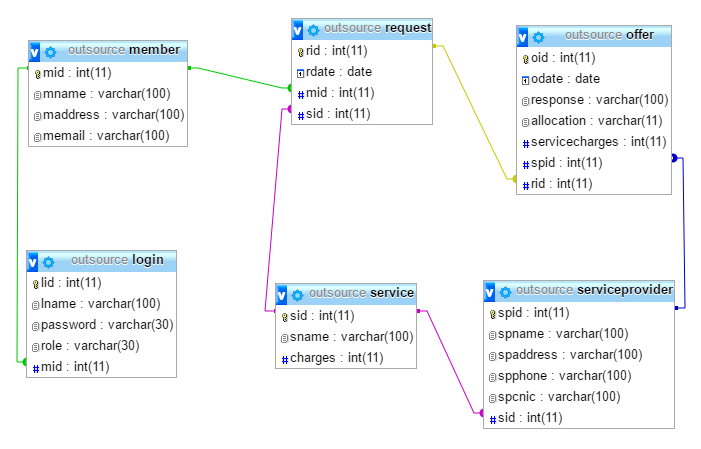 outsource member
mid : int(11)
mname : varchar(100)
maddress : varchar(100)
memail : varchar(100)
outsource request
rid : int(11)
rdate : date
mid : int(11)
sid : int(11)
outsource offer
oid : int(11)
odate : date
response : varchar(100)
allocation : varchar(11)
servicecharges : int(11)
spid : int(11)
rid : int(11)
outsource login
lid : int(11)
lname : varchar(100)
password : varchar(30)
role : varchar(30)
mid : int(11)
outsource service
sid : int(11)
sname : varchar(100)
charges : int(11)
outsource serviceprovider
spid : int(11)
spname : varchar(100)
spaddress : varchar(100)
spphone : varchar(100)
spcnic : varchar(100)
sid : int(11)